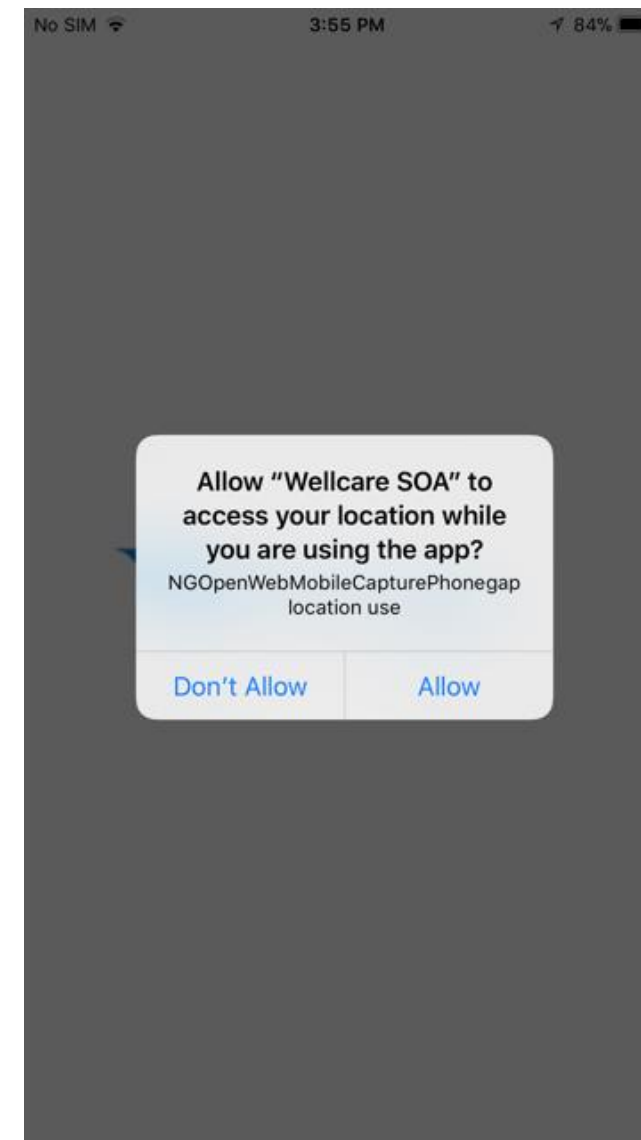 No SIM 3:55 PM 84%
Allow “Wellcare SOA” to
access your location while
you are using the app?
NGOpenWebMobileCapturePhonegap
location use
Don’t Allow Allow